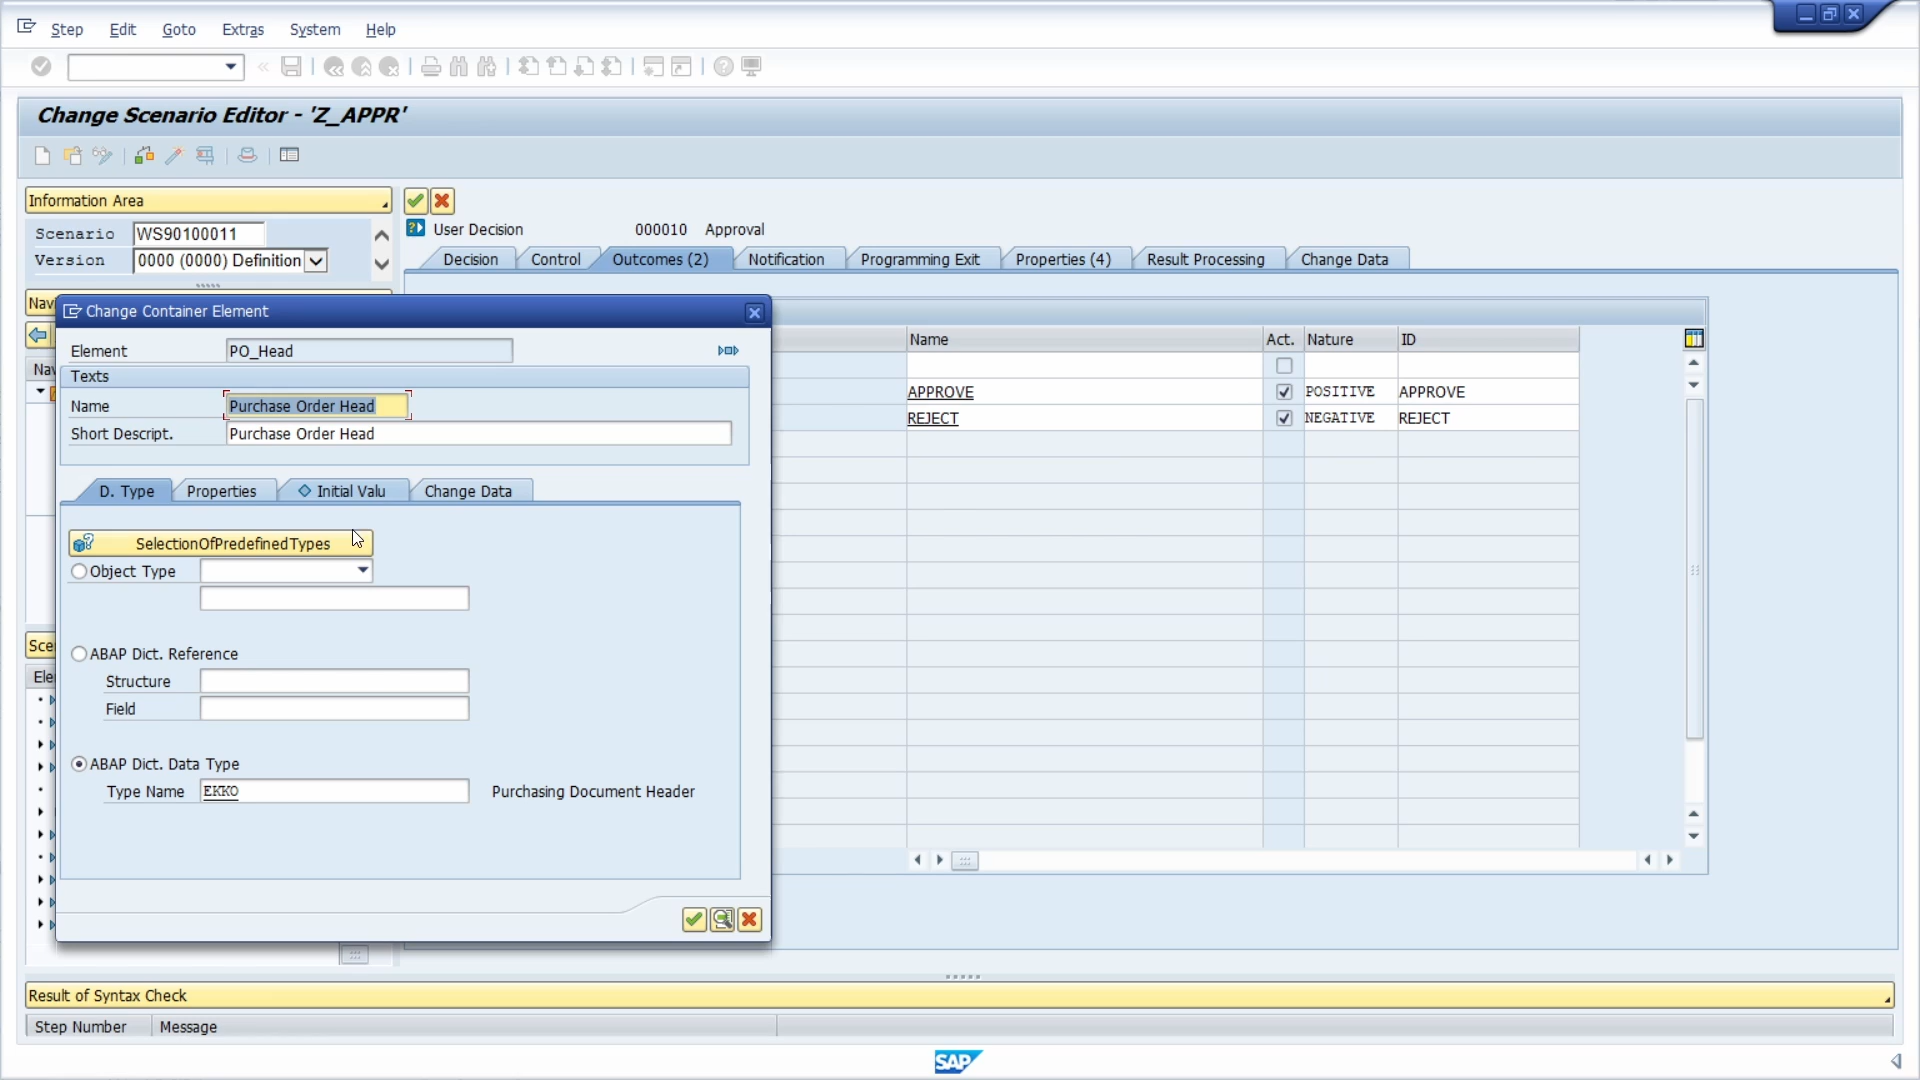 Step Edit Goto Extras System Help
Change Scenario Editor - 'Z_APPR'
Information Area
Scenario WS90100011
Version 0000 (0000) Definition
User Decision 000010 Approval
Decision Control Outcomes (2) Notification Programming Exit Properties (4) Result Processing Change Data
Navi
Nav
Scer
Ele
Name Act. Nature ID
APPROVE POSITIVE APPROVE
REJECT NEGATIVE REJECT
Change Container Element
Element PO_Head
Texts
Name Purchase Order Head
Short Descript. Purchase Order Head
D. Type Properties Initial Valu Change Data
SelectionOfPredefinedTypes
Object Type
ABAP Dict. Reference
Structure
Field
ABAP Dict. Data Type
Type Name EKKO Purchasing Document Header
Result of Syntax Check
Step Number Message
SAP